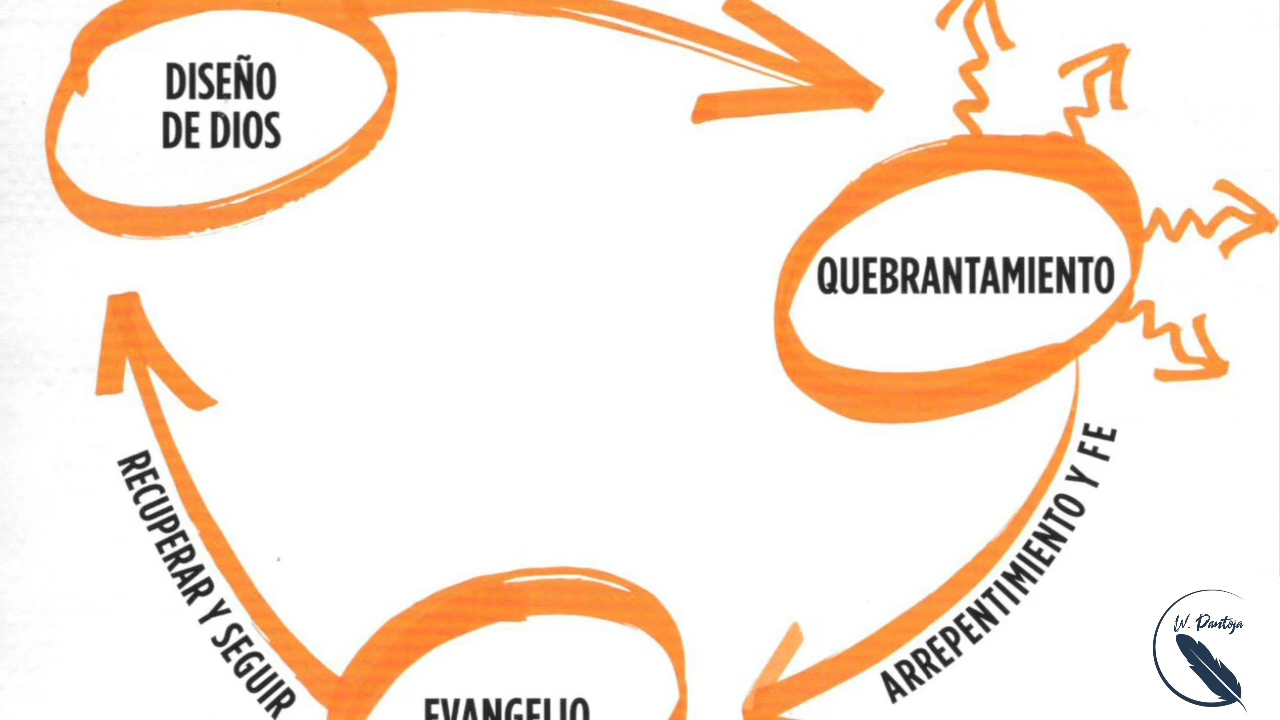 DISEÑO
DE DIOS
QUEBRANTAMIENTO
ARREPENTIMIENTO Y FE
EVANGELIO
RECUPERAR Y SEGUIR
W. Pantoja